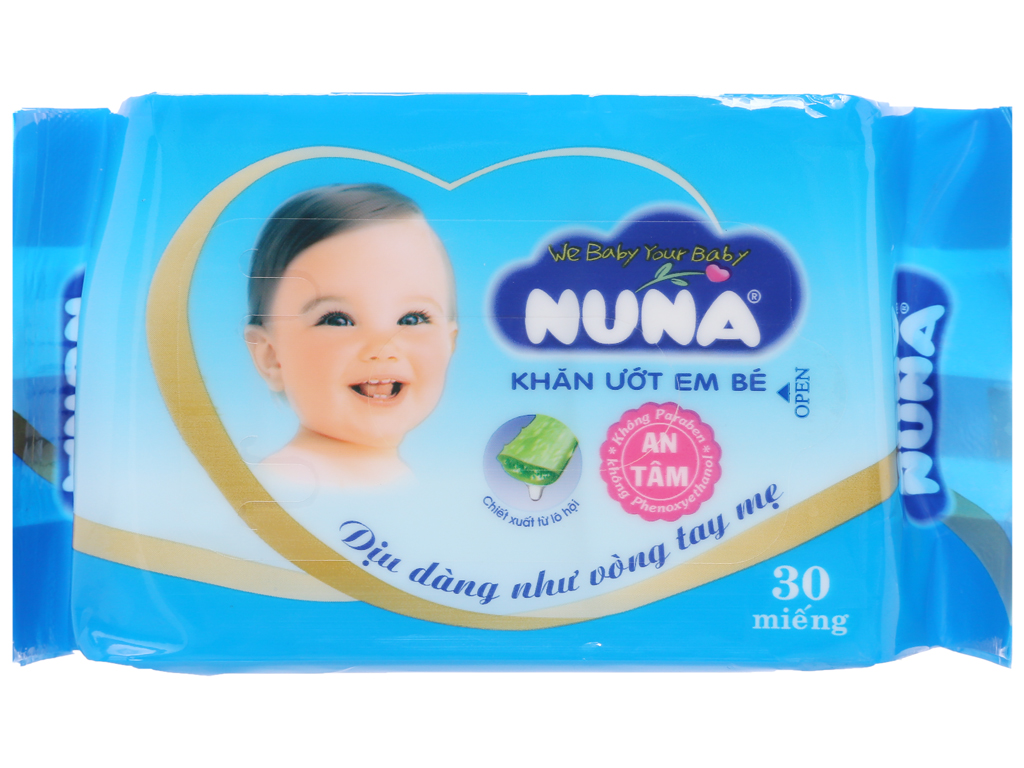 We Baby Your Baby
NUNA®
KHĂN ƯỚT EM BÉ
OPEN
Chiết xuất từ lô hội
* Không Paraben *
AN
TÂM
không Phenoxyethanol
Dịu dàng như vòng tay mẹ
30
miếng
NUNA
NUNA®